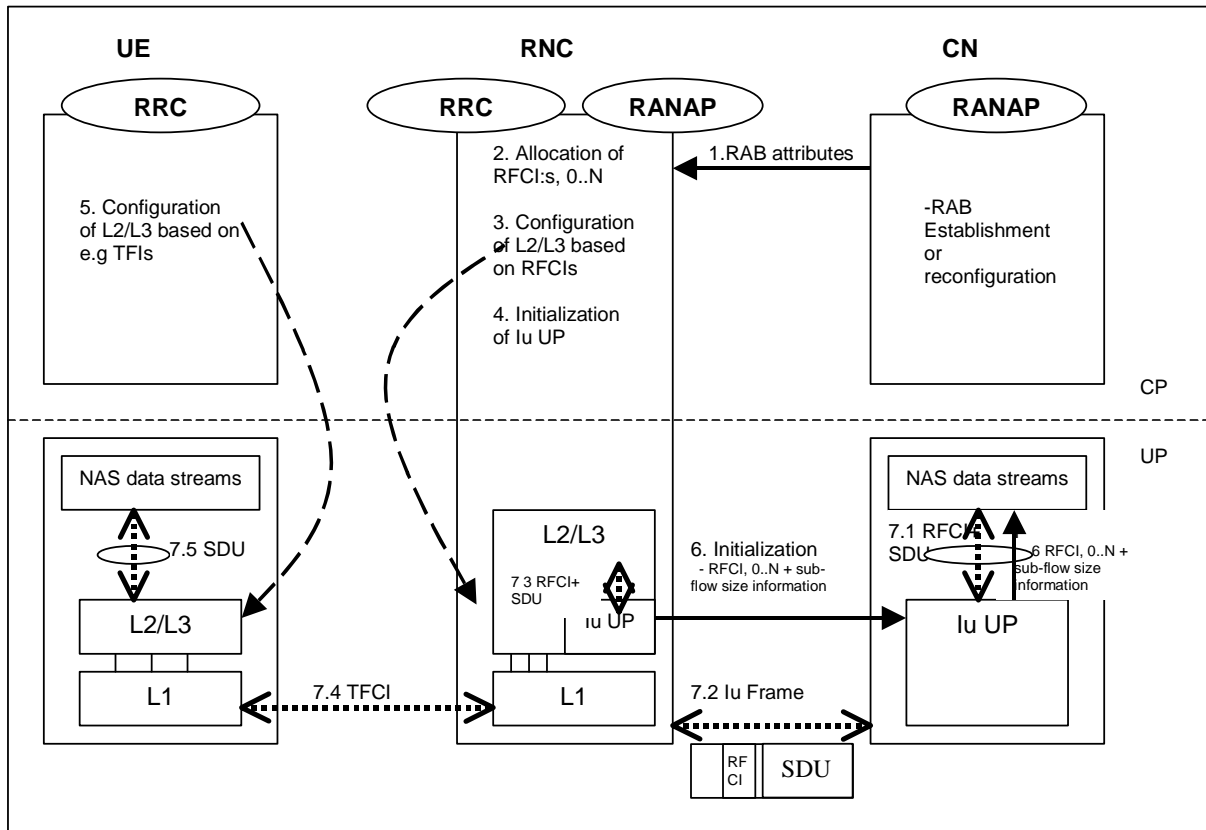 UE
RNC
CN
RRC
RRC
RANAP
RANAP
5. Configuration
of L2/L3 based on
e.g TFIs
2. Allocation of
RFCI:s, 0..N
3. Configuration
of L2/L3 based
on RFCIs
4. Initialization
of Iu UP
1.RAB attributes
-RAB
Establishment
or
reconfiguration
CP
UP
NAS data streams
7.5 SDU
L2/L3
L1
7.4 TFCI
L2/L3
7 3 RFCI+
SDU
Iu UP
L1
6. Initialization
- RFCI, 0..N + sub-
flow size information
7.2 Iu Frame
RF
CI
SDU
NAS data streams
7.1 RFCI+
SDU
6 RFCI, 0..N +
sub-flow size
information
Iu UP